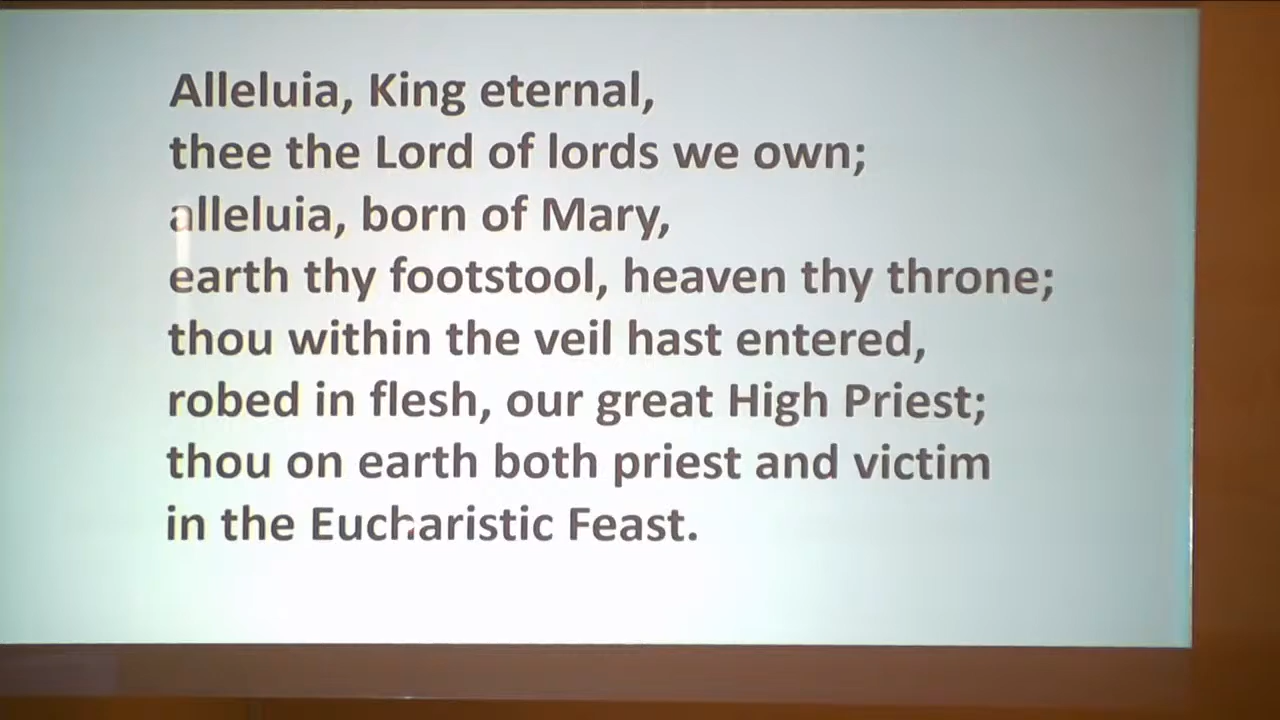 Alleluia, King eternal,
thee the Lord of lords we own;
alleluia, born of Mary,
earth thy footstool, heaven thy throne;
thou within the veil hast entered,
robed in flesh, our great High Priest;
thou on earth both priest and victim
in the Eucharistic Feast.